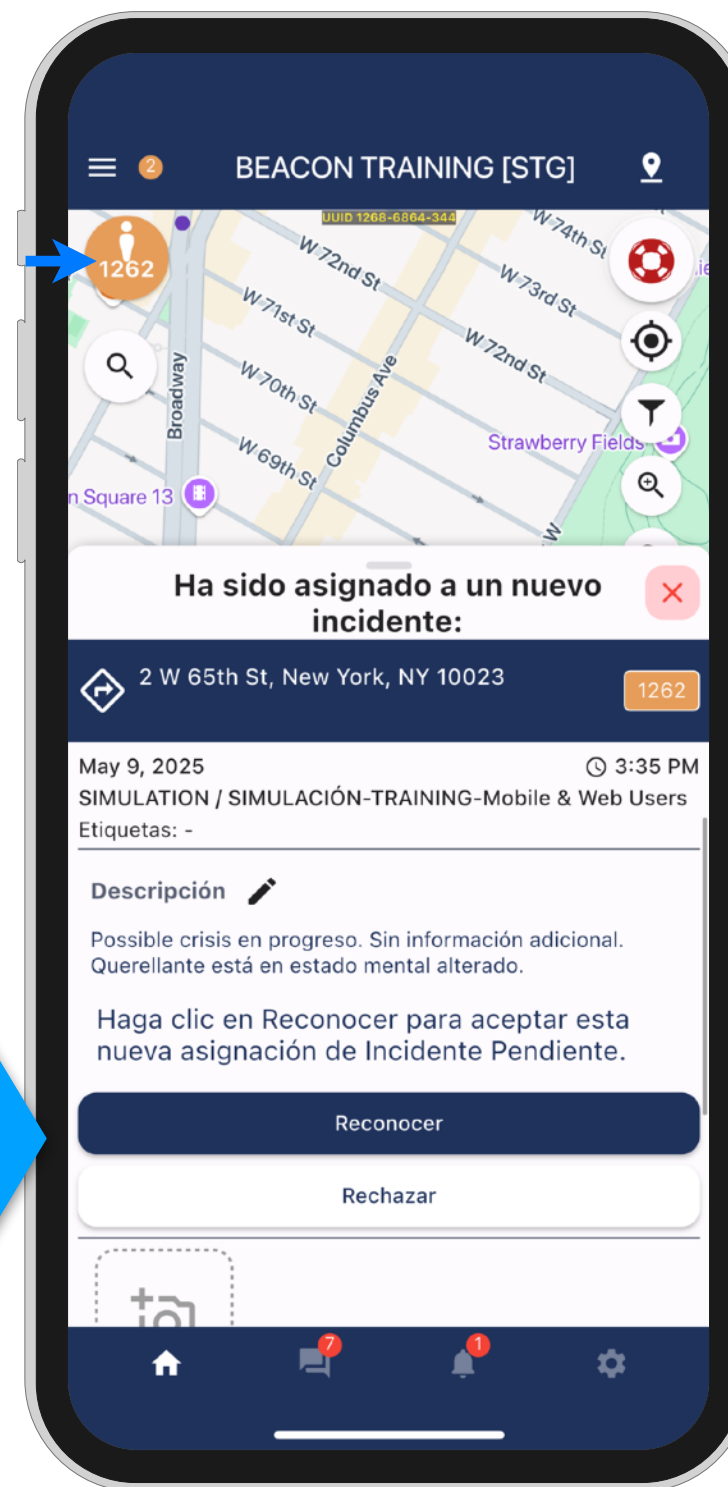 2
BEACON TRAINING [STG]
UUID 1268-6864-344
1262
W 74th St
W 72nd St
W 73rd St
W 71st St
W 72nd St
W 70th St
Broadway
Columbus Ave
Strawberry Fields
W 69th St
n Square 13
W
Ha sido asignado a un nuevo
incidente:
2 W 65th St, New York, NY 10023
1262
May 9, 2025
3:35 PM
SIMULATION / SIMULACIÓN-TRAINING-Mobile & Web Users
Etiquetas: -
Descripción
Possible crisis en progreso. Sin información adicional.
Querellante está en estado mental alterado.
Haga clic en Reconocer para aceptar esta
nueva asignación de Incidente Pendiente.
Reconocer
Rechazar
7
1